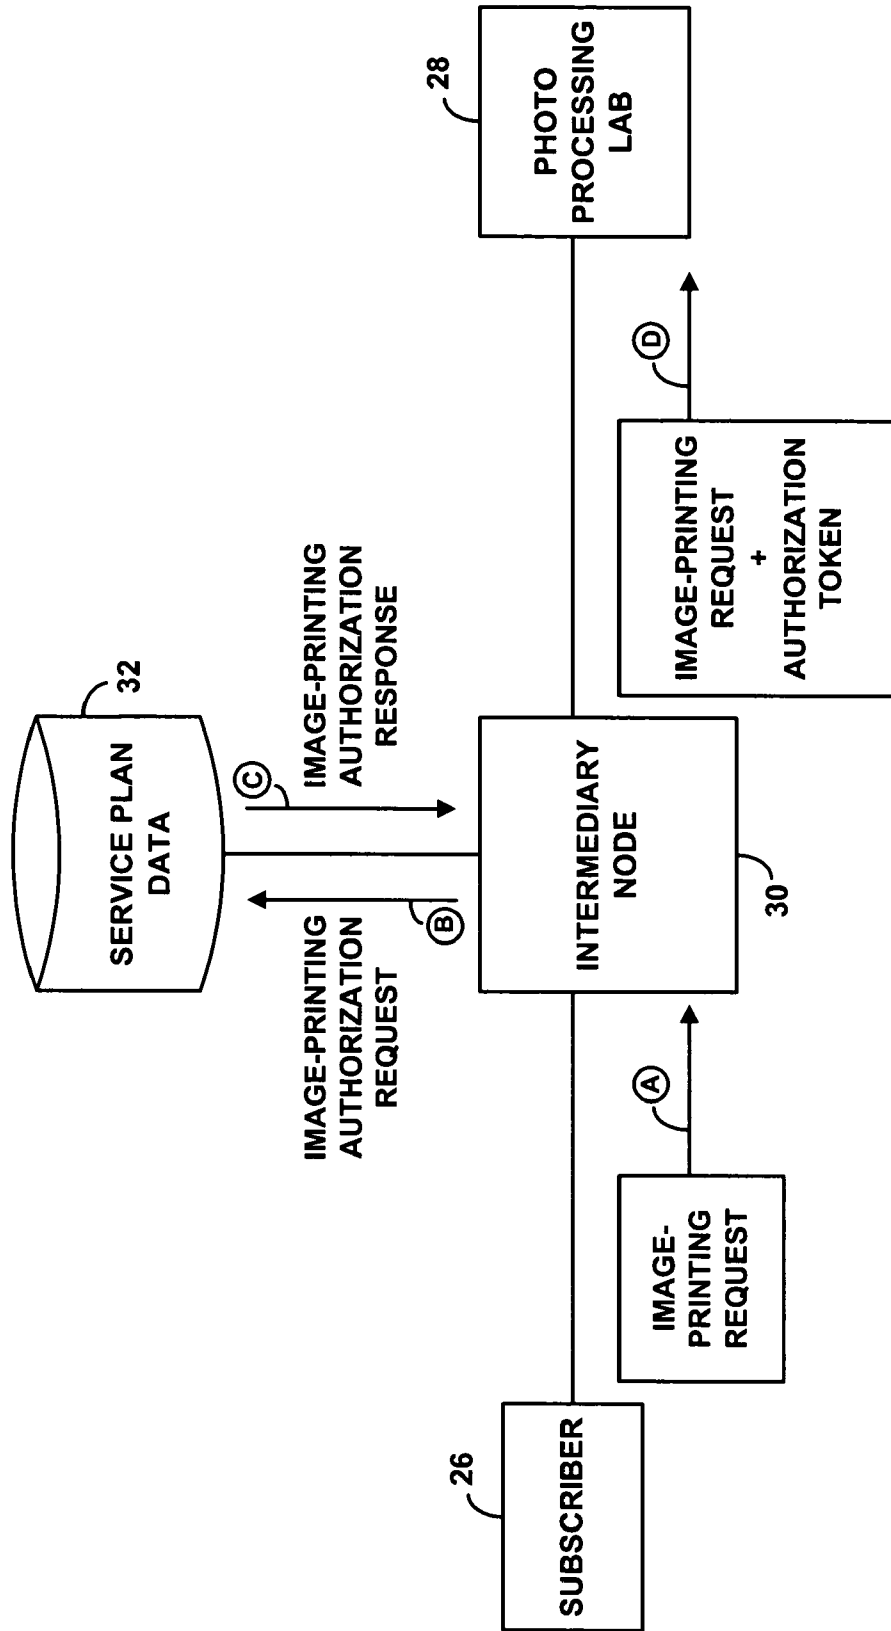 32
SERVICE PLAN
DATA
IMAGE-PRINTING
AUTHORIZATION
REQUEST
B
C
IMAGE-PRINTING
AUTHORIZATION
RESPONSE
26
SUBSCRIBER
INTERMEDIARY
NODE
30
28
PHOTO
PROCESSING
LAB
IMAGE-
PRINTING
REQUEST
A
IMAGE-PRINTING
REQUEST
+
AUTHORIZATION
TOKEN
D